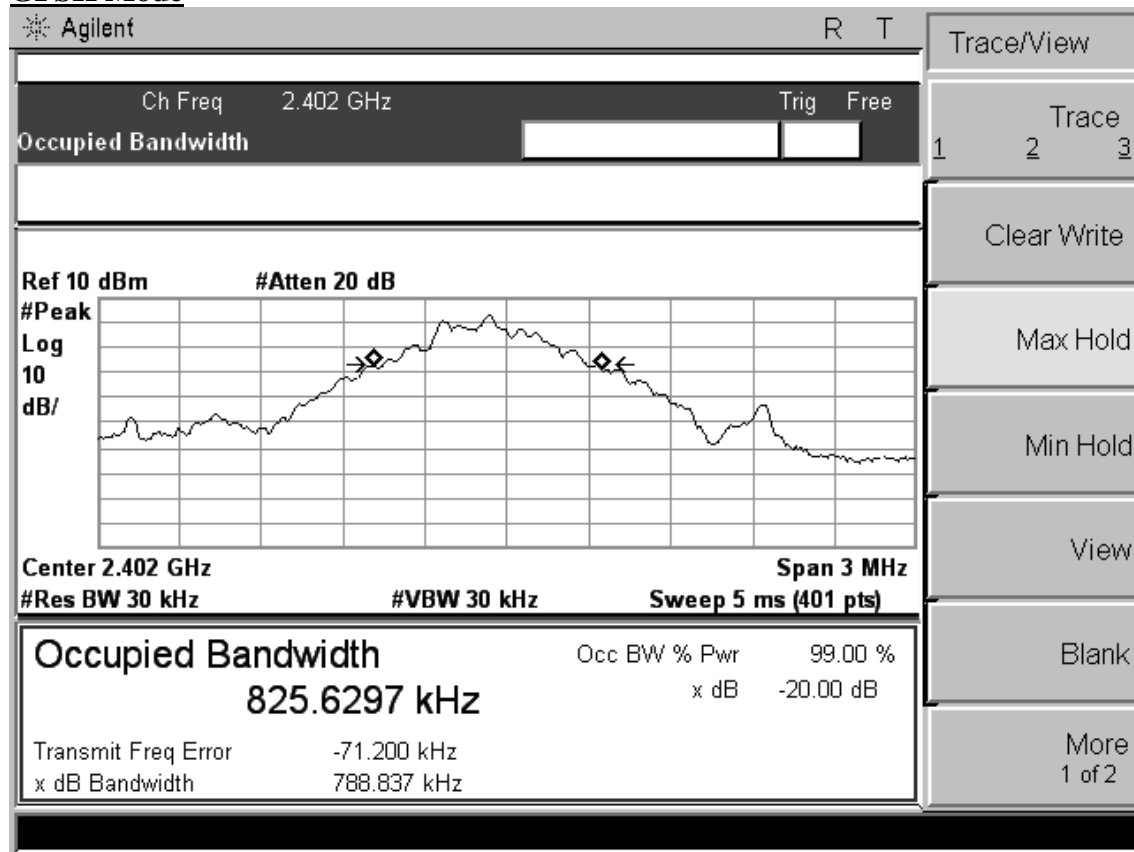 Agilent R T
Trace/View
Ch Freq 2.402 GHz Trig Free
Occupied Bandwidth
Trace
1 2 3
Clear Write
Ref 10 dBm #Atten 20 dB
#Peak
Log
10
dB/
Max Hold
Min Hold
Center 2.402 GHz Span 3 MHz
#Res BW 30 kHz #VBW 30 kHz Sweep 5 ms (401 pts)
View
Occupied Bandwidth
825.6297 kHz
Occ BW % Pwr 99.00 %
x dB -20.00 dB
Transmit Freq Error -71.200 kHz
x dB Bandwidth 788.837 kHz
Blank
More
1 of 2